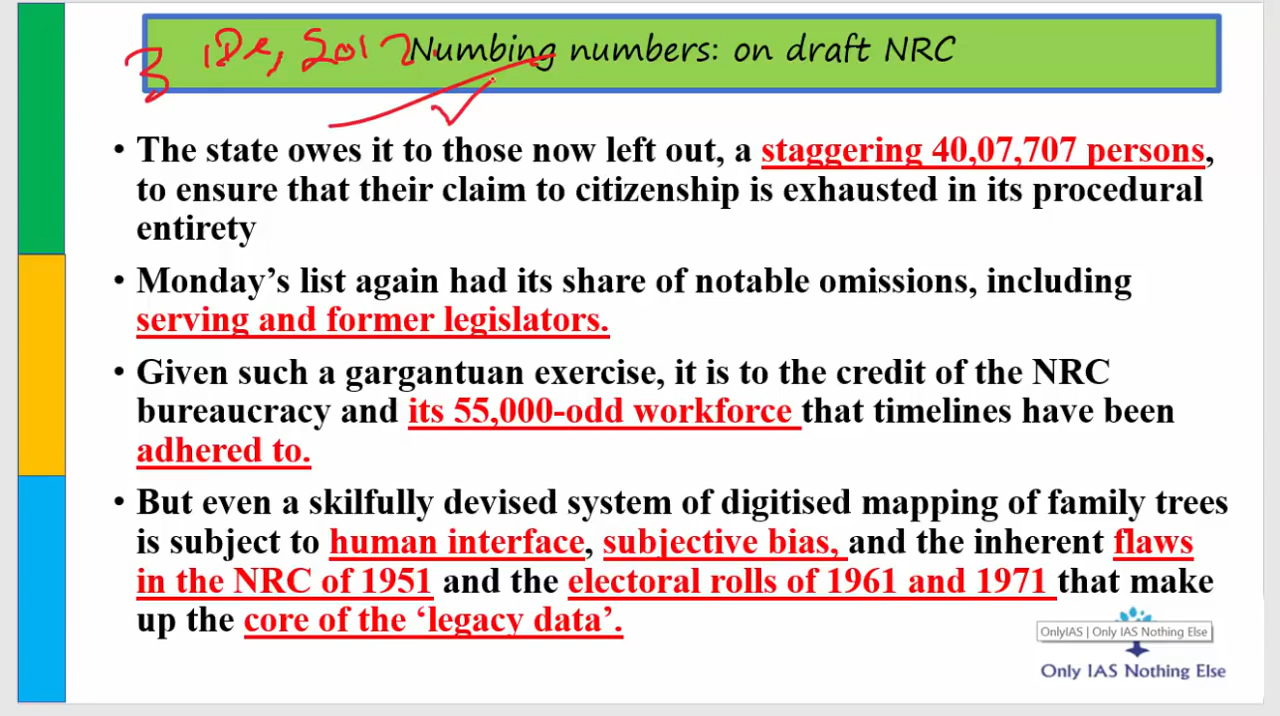 3 1De, 2017.
Numbing numbers: on draft NRC
• The state owes it to those now left out, a staggering 40,07,707 persons,
to ensure that their claim to citizenship is exhausted in its procedural
entirety
• Monday's list again had its share of notable omissions, including
serving and former legislators.
• Given such a gargantuan exercise, it is to the credit of the NRC
bureaucracy and its 55,000-odd workforce that timelines have been
adhered to.
• But even a skilfully devised system of digitised mapping of family trees
is subject to human interface, subjective bias, and the inherent flaws
in the NRC of 1951 and the electoral rolls of 1961 and 1971 that make
up the core of the ‘legacy data’.
OnlyIAS | Only IAS Nothing Else
Only IAS Nothing Else